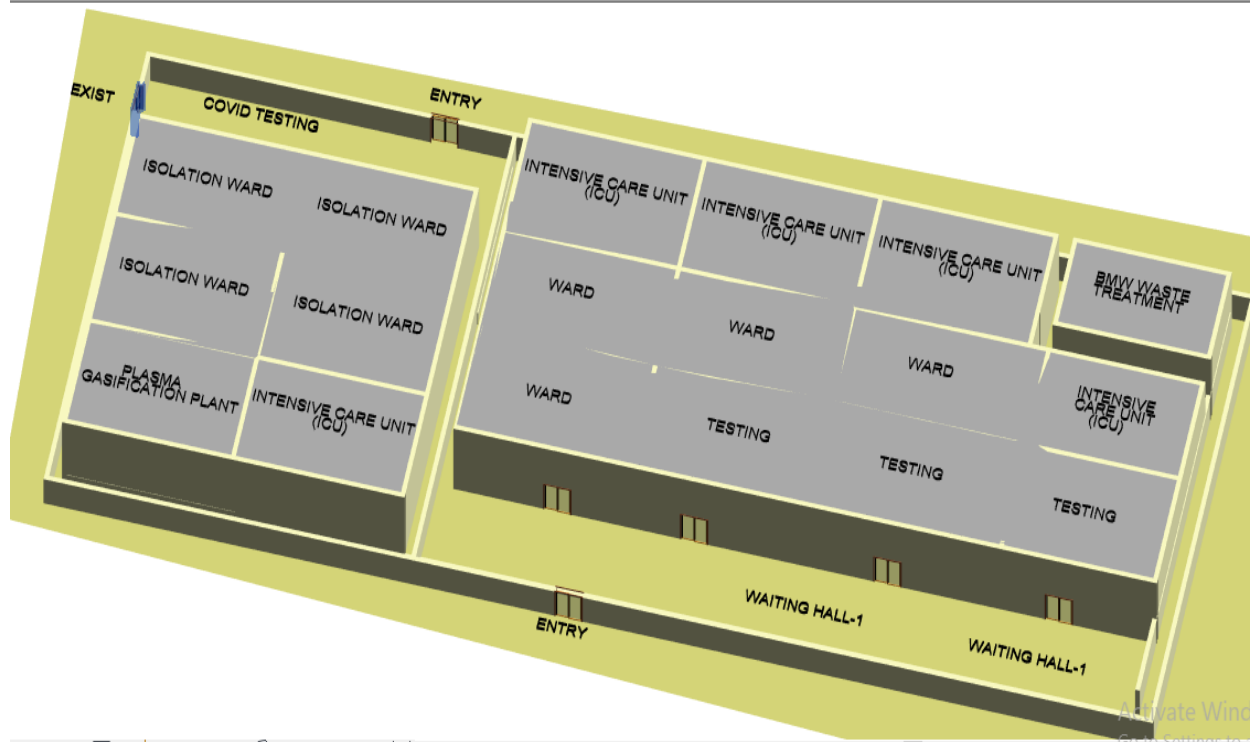 EXIST
COVID TESTING
ENTRY
ISOLATION WARD
ISOLATION WARD
ISOLATION WARD
ISOLATION WARD
PLASMA
GASIFICATION PLANT
INTENSIVE CARE UNIT
(ICU)
INTENSIVE CARE UNIT
(ICU)
INTENSIVE CARE UNIT
(ICU)
INTENSIVE CARE UNIT
(ICU)
BMW WASTE
TREATMENT
WARD
WARD
WARD
INTENSIVE
CARE UNIT
(ICU)
WARD
TESTING
TESTING
TESTING
WAITING HALL-1
WAITING HALL-1
ENTRY